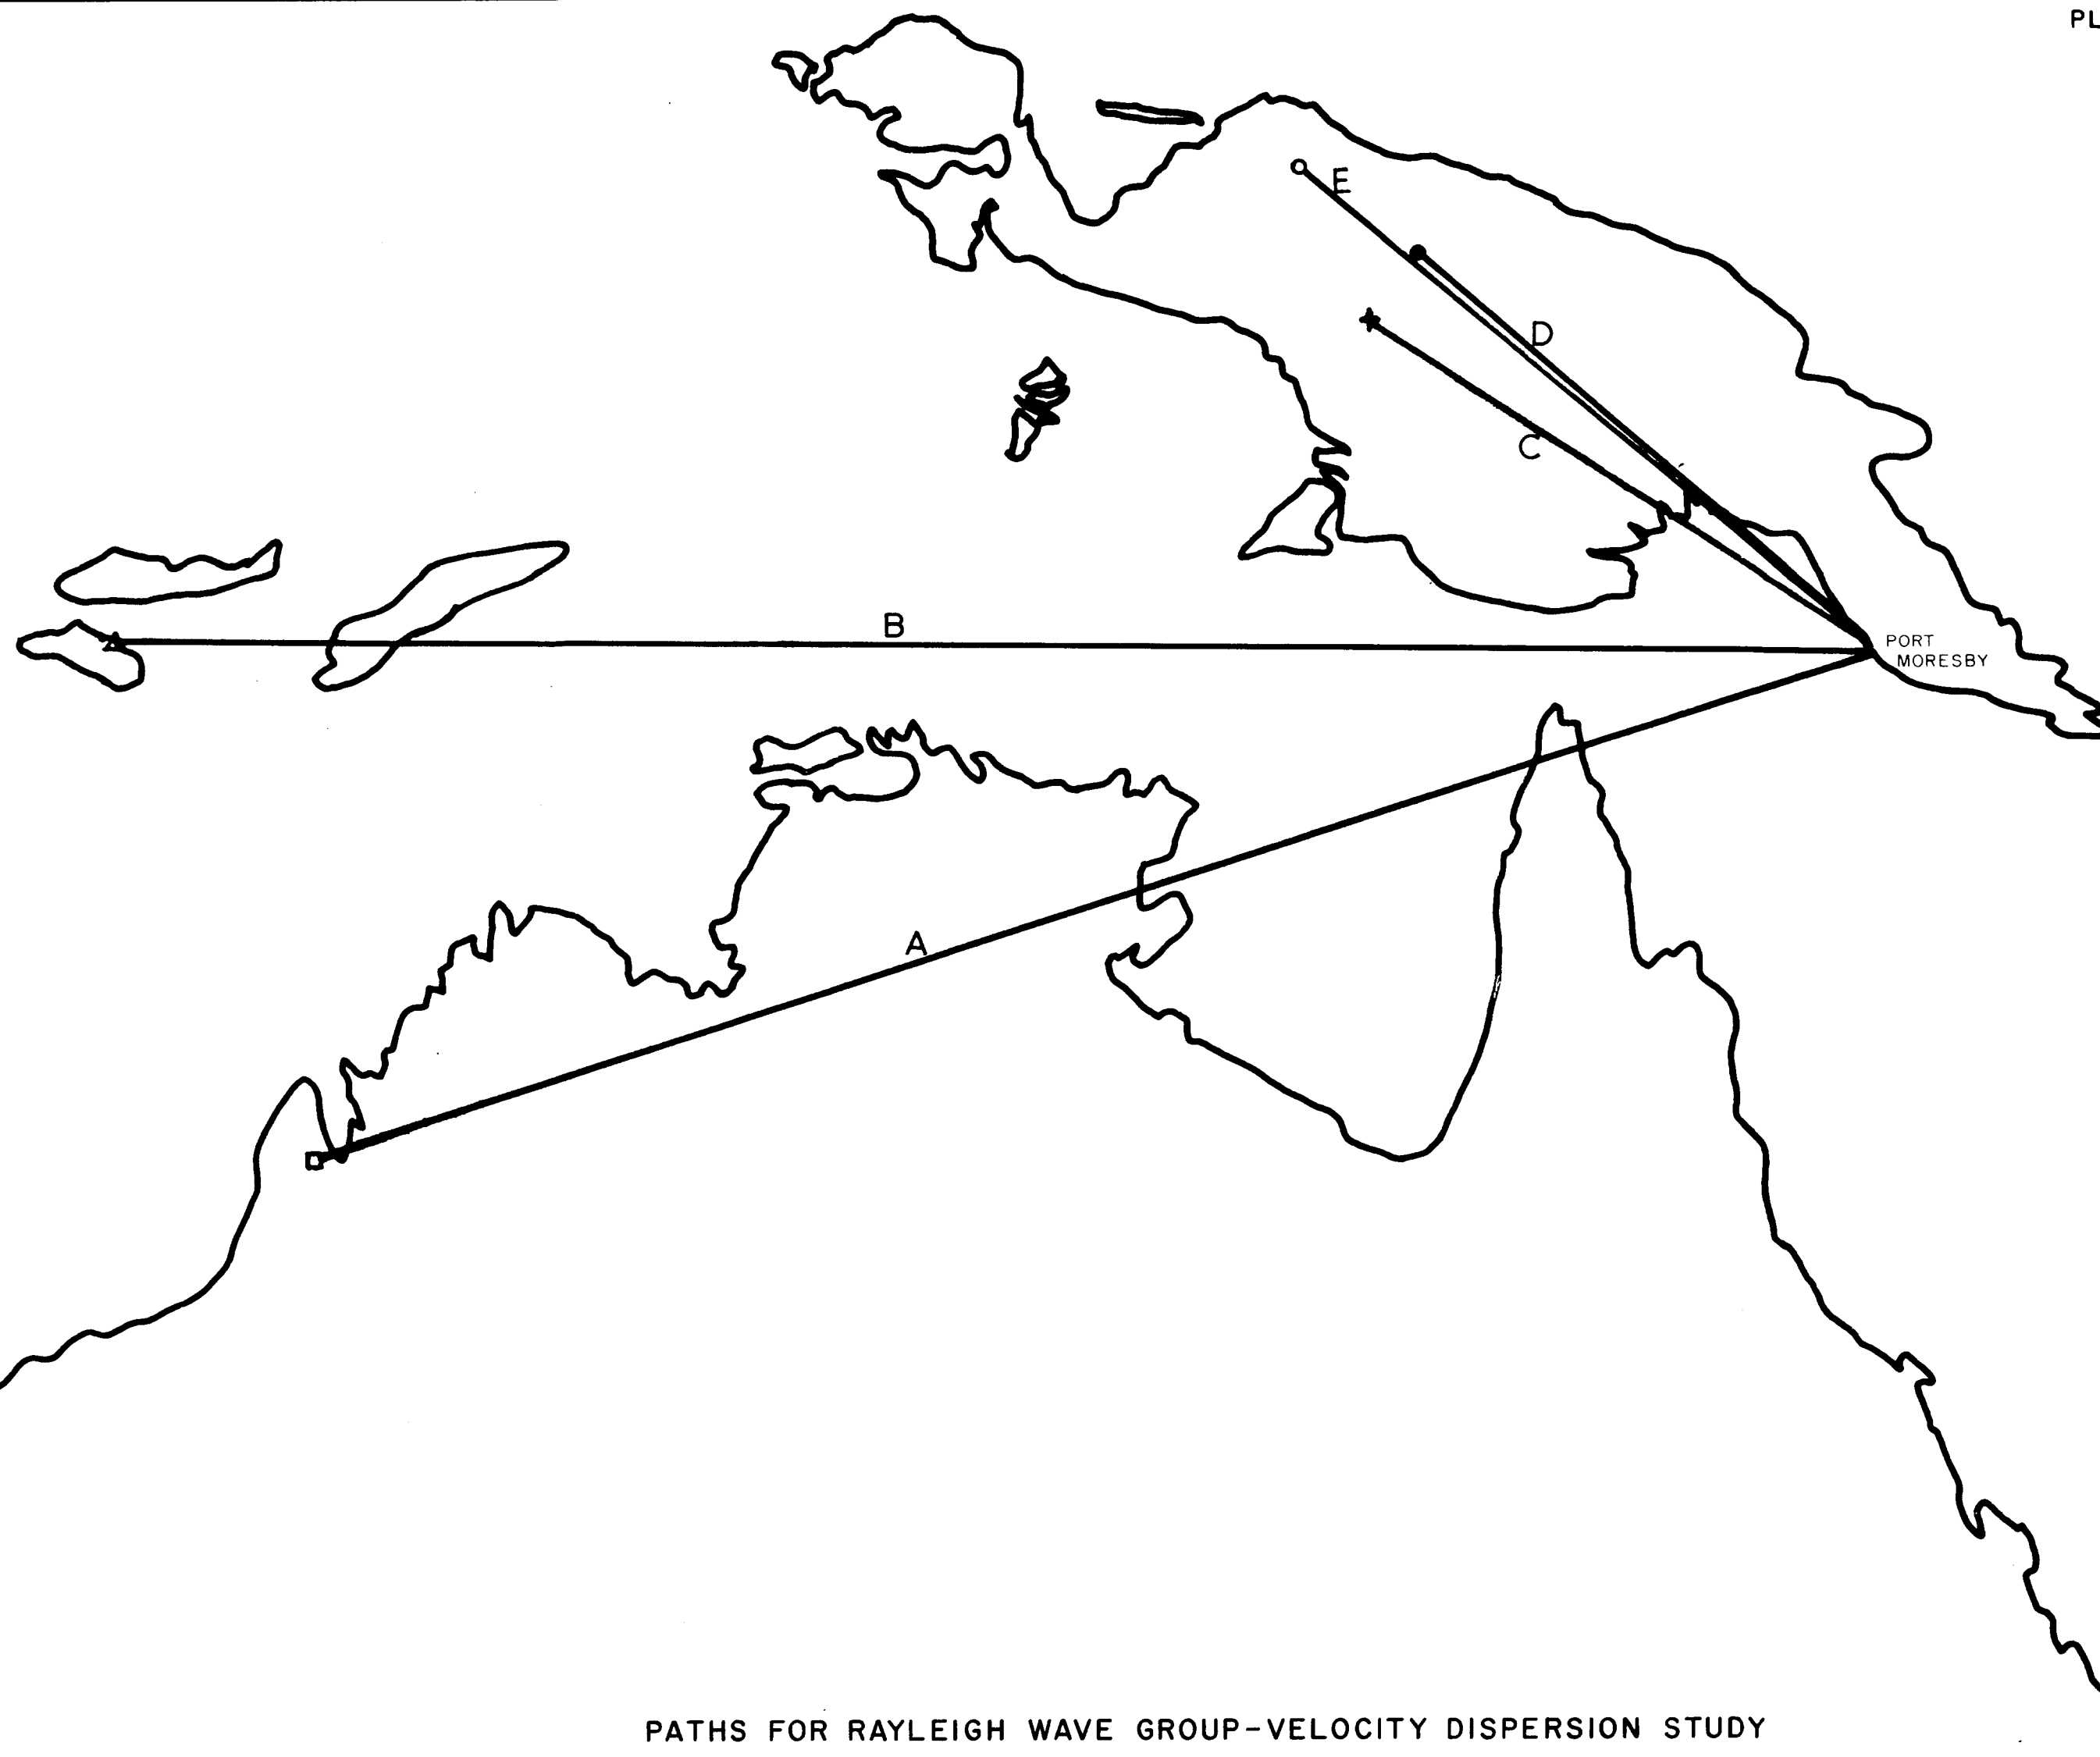 PL
E
D
C
B
PORT
MORESBY
A
PATHS FOR RAYLEIGH WAVE GROUP-VELOCITY DISPERSION STUDY